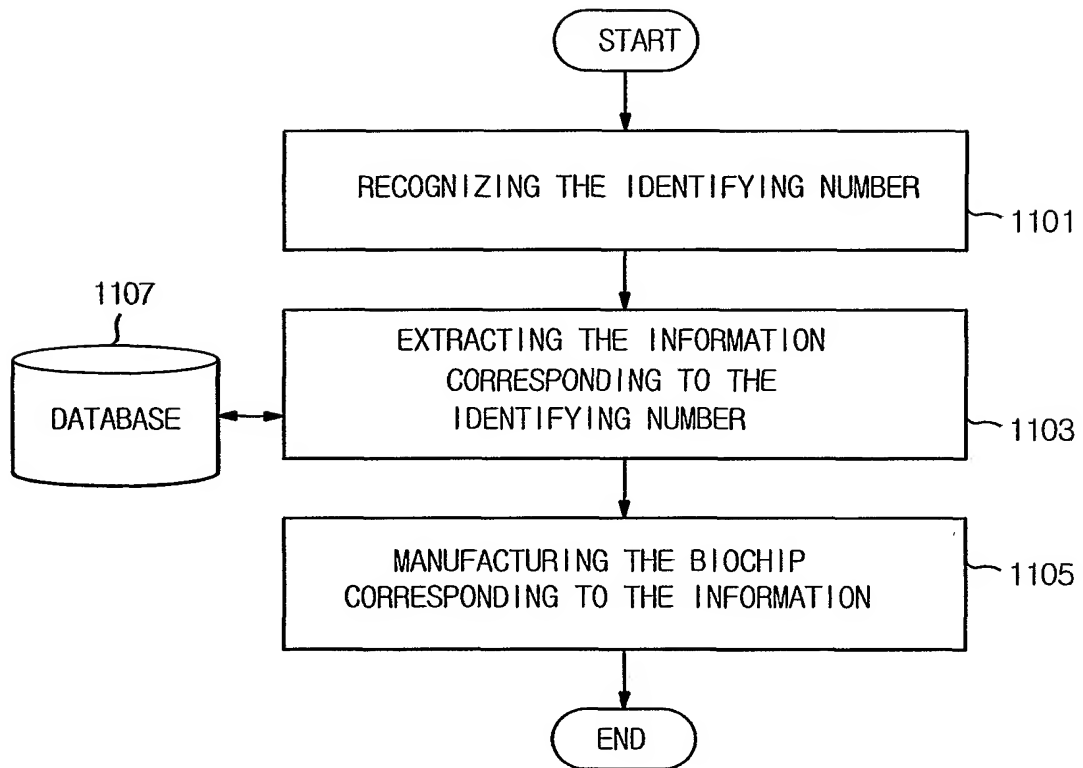 START
RECOGNIZING THE IDENTIFYING NUMBER
1101
1107
EXTRACTING THE INFORMATION
CORRESPONDING TO THE
IDENTIFYING NUMBER
1103
DATABASE
MANUFACTURING THE BIOCHIP
CORRESPONDING TO THE INFORMATION
1105
END